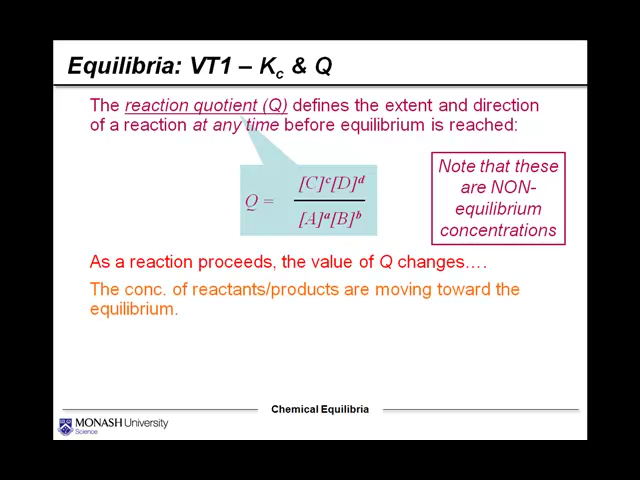 Equilibria: VT1 – Kc & Q
The reaction quotient (Q) defines the extent and direction
of a reaction at any time before equilibrium is reached:
Q = [C]ᶜ[D]ᵈ
[A]ᵃ[B]ᵇ
Note that these
are NON-
equilibrium
concentrations
As a reaction proceeds, the value of Q changes….
The conc. of reactants/products are moving toward the
equilibrium.
Chemical Equilibria
MONASH University
Science